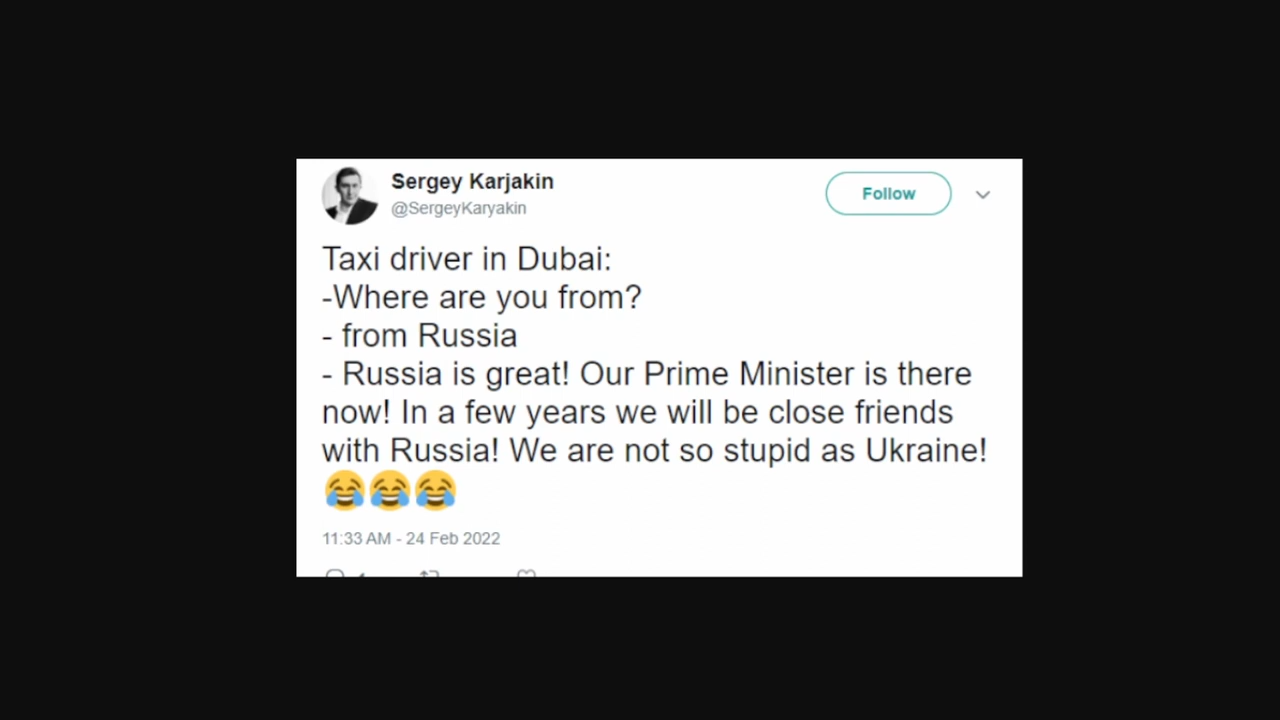 Sergey Karjakin
@SergeyKaryakin
Follow
Taxi driver in Dubai:
-Where are you from?
- from Russia
- Russia is great! Our Prime Minister is there
now! In a few years we will be close friends
with Russia! We are not so stupid as Ukraine!
😂😂😂
11:33 AM - 24 Feb 2022